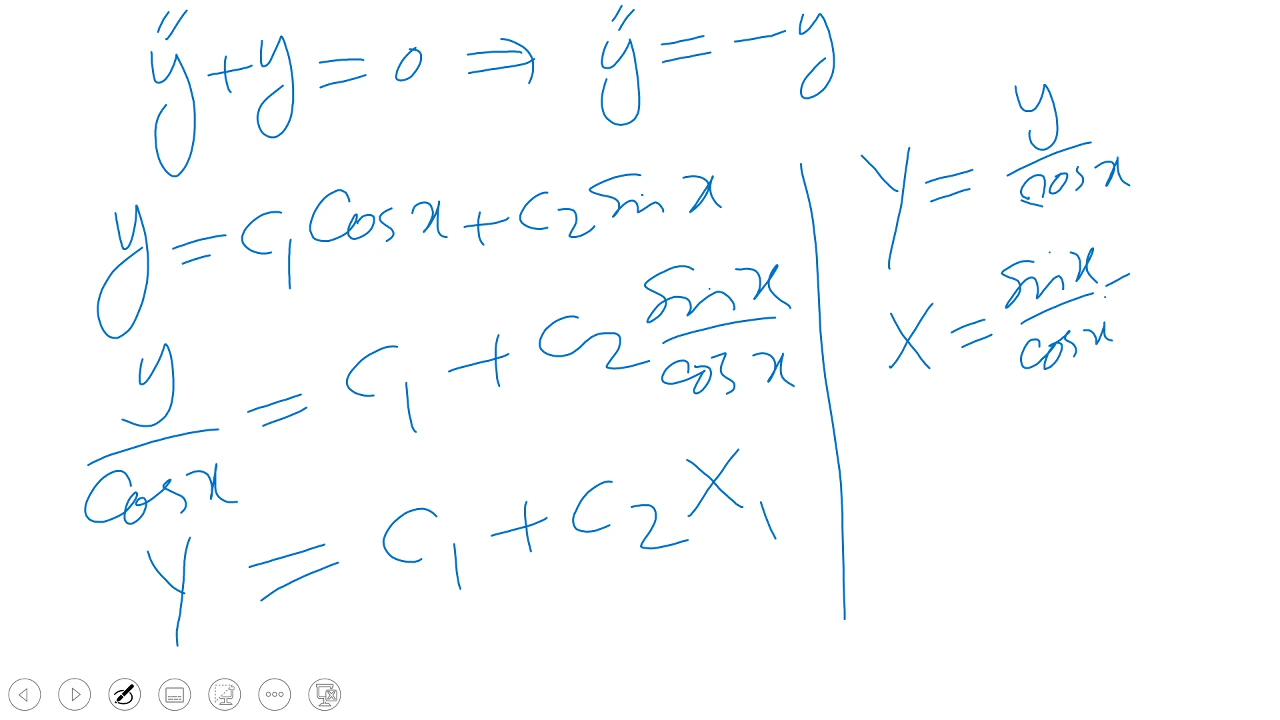 ÿ̈ + y = 0 ⇒ ÿ̈ = -y
y = C₁ Cos x + C₂ Sin x
y/Cos x = C₁ + C₂ Sin x/Cos x
Y = C₁ + C₂ X,
Y = y/Cos x
X = Sin x/Cos x